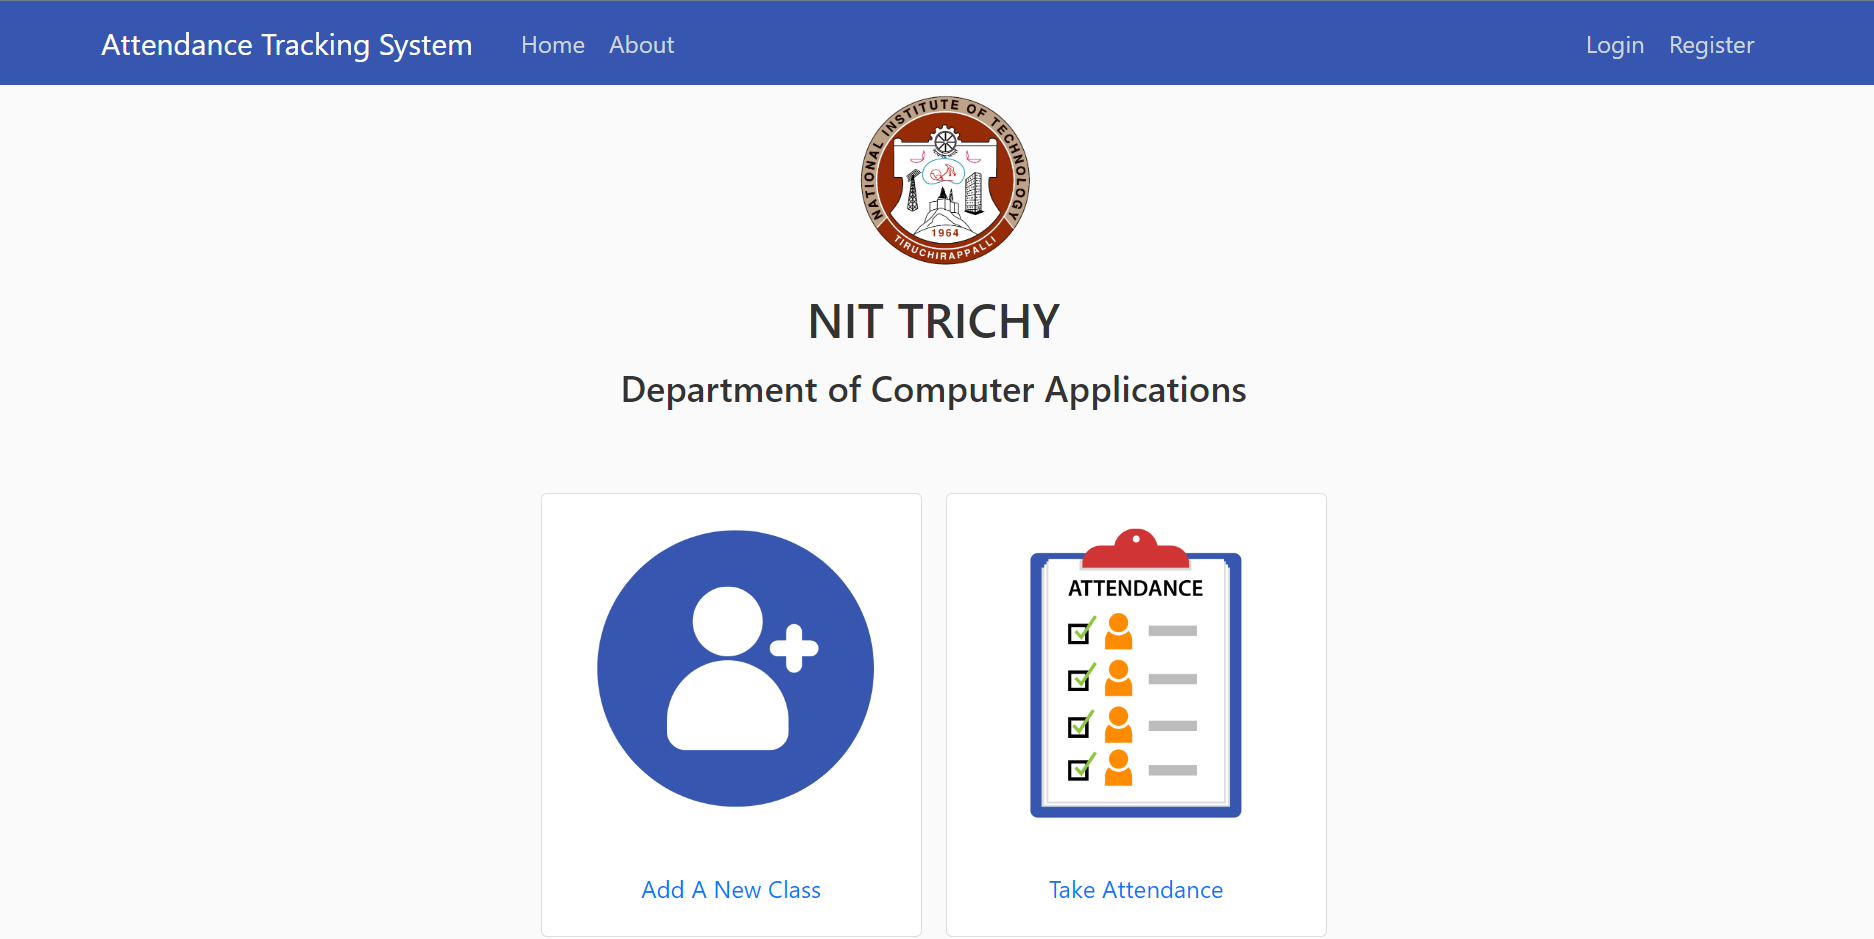 Attendance Tracking System Home About Login Register
NATIONAL INSTITUTE OF TECHNOLOGY
1964
TIRUCHIRAPPALLI
NIT TRICHY
Department of Computer Applications
ATTENDANCE
Add A New Class
Take Attendance